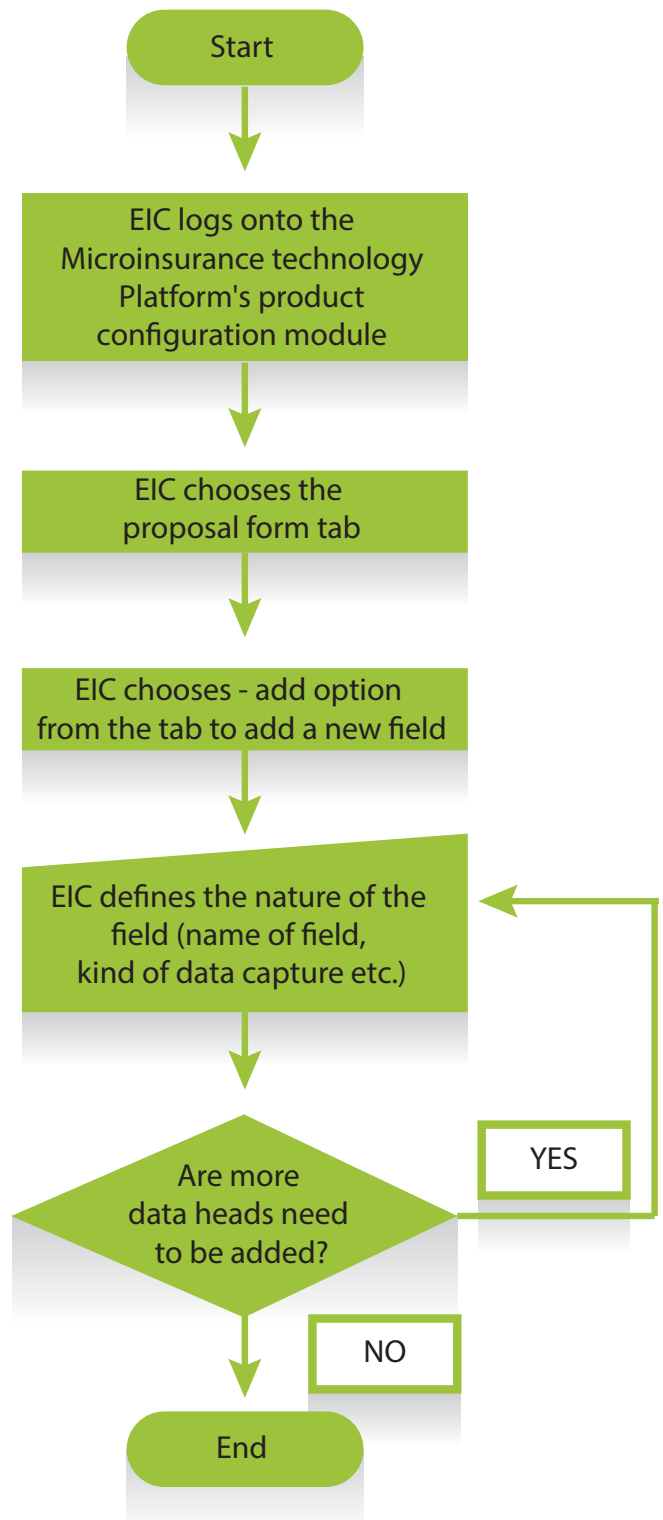 Start
EIC logs onto the
Microinsurance technology
Platform's product
configuration module
EIC chooses the
proposal form tab
EIC chooses - add option
from the tab to add a new field
EIC defines the nature of the
field (name of field,
kind of data capture etc.)
Are more
data heads need
to be added?
YES
NO
End